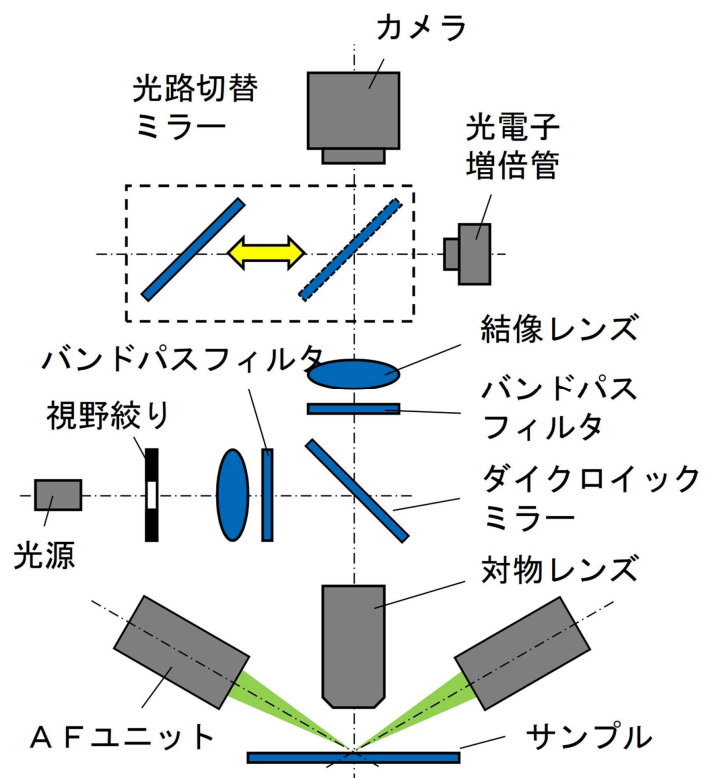 カメラ
光路切替
ミラー
光電子
増倍管
結像レンズ
バンドパスフィルタ
バンドパス
フィルタ
視野絞り
ダイクロイック
ミラー
光源
対物レンズ
ＡＦユニット
サンプル